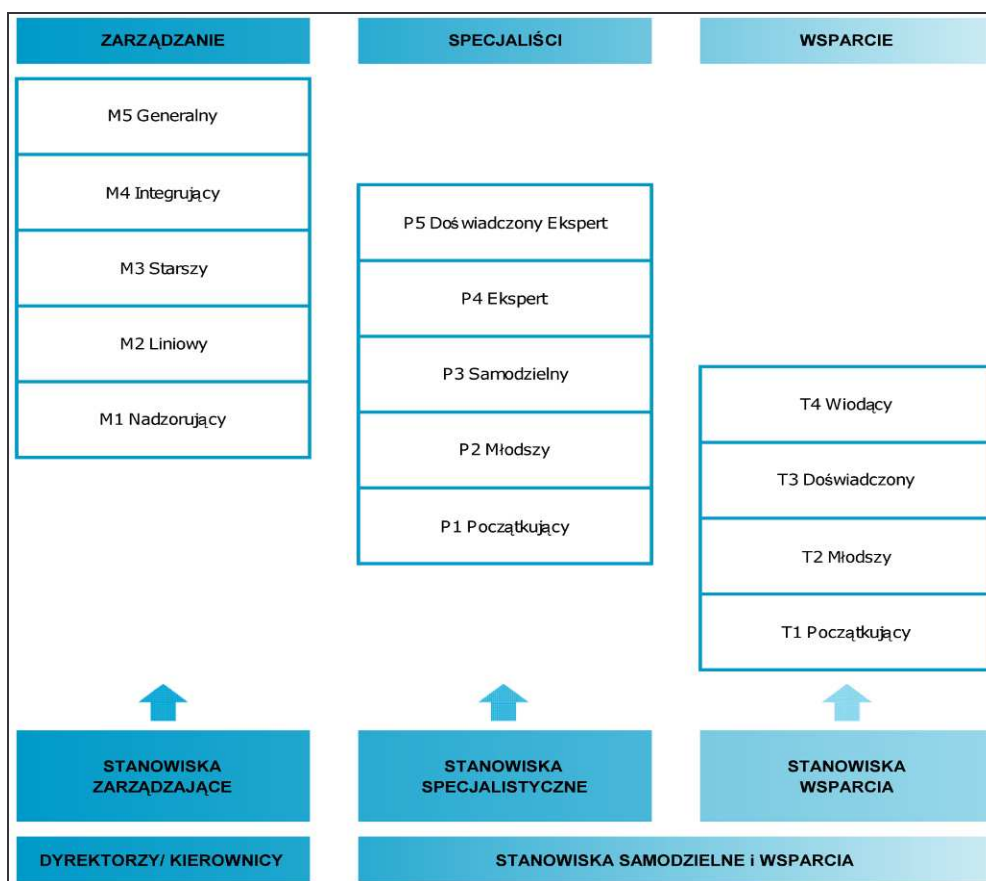 ZARZĄDZANIE
SPECJALIŚCI
WSPARCIE
M5 Generalny
M4 Integrujący
M3 Starszy
M2 Liniowy
M1 Nadzorujący
P5 Doświadczony Ekspert
P4 Ekspert
P3 Samodzielny
P2 Młodszy
P1 Początkujący
T4 Wiodący
T3 Doświadczony
T2 Młodszy
T1 Początkujący
STANOWISKA
ZARZĄDZAJĄCE
STANOWISKA
SPECJALISTYCZNE
STANOWISKA
WSPARCIA
DYREKTORZY/ KIEROWNICY
STANOWISKA SAMODZIELNE i WSPARCIA